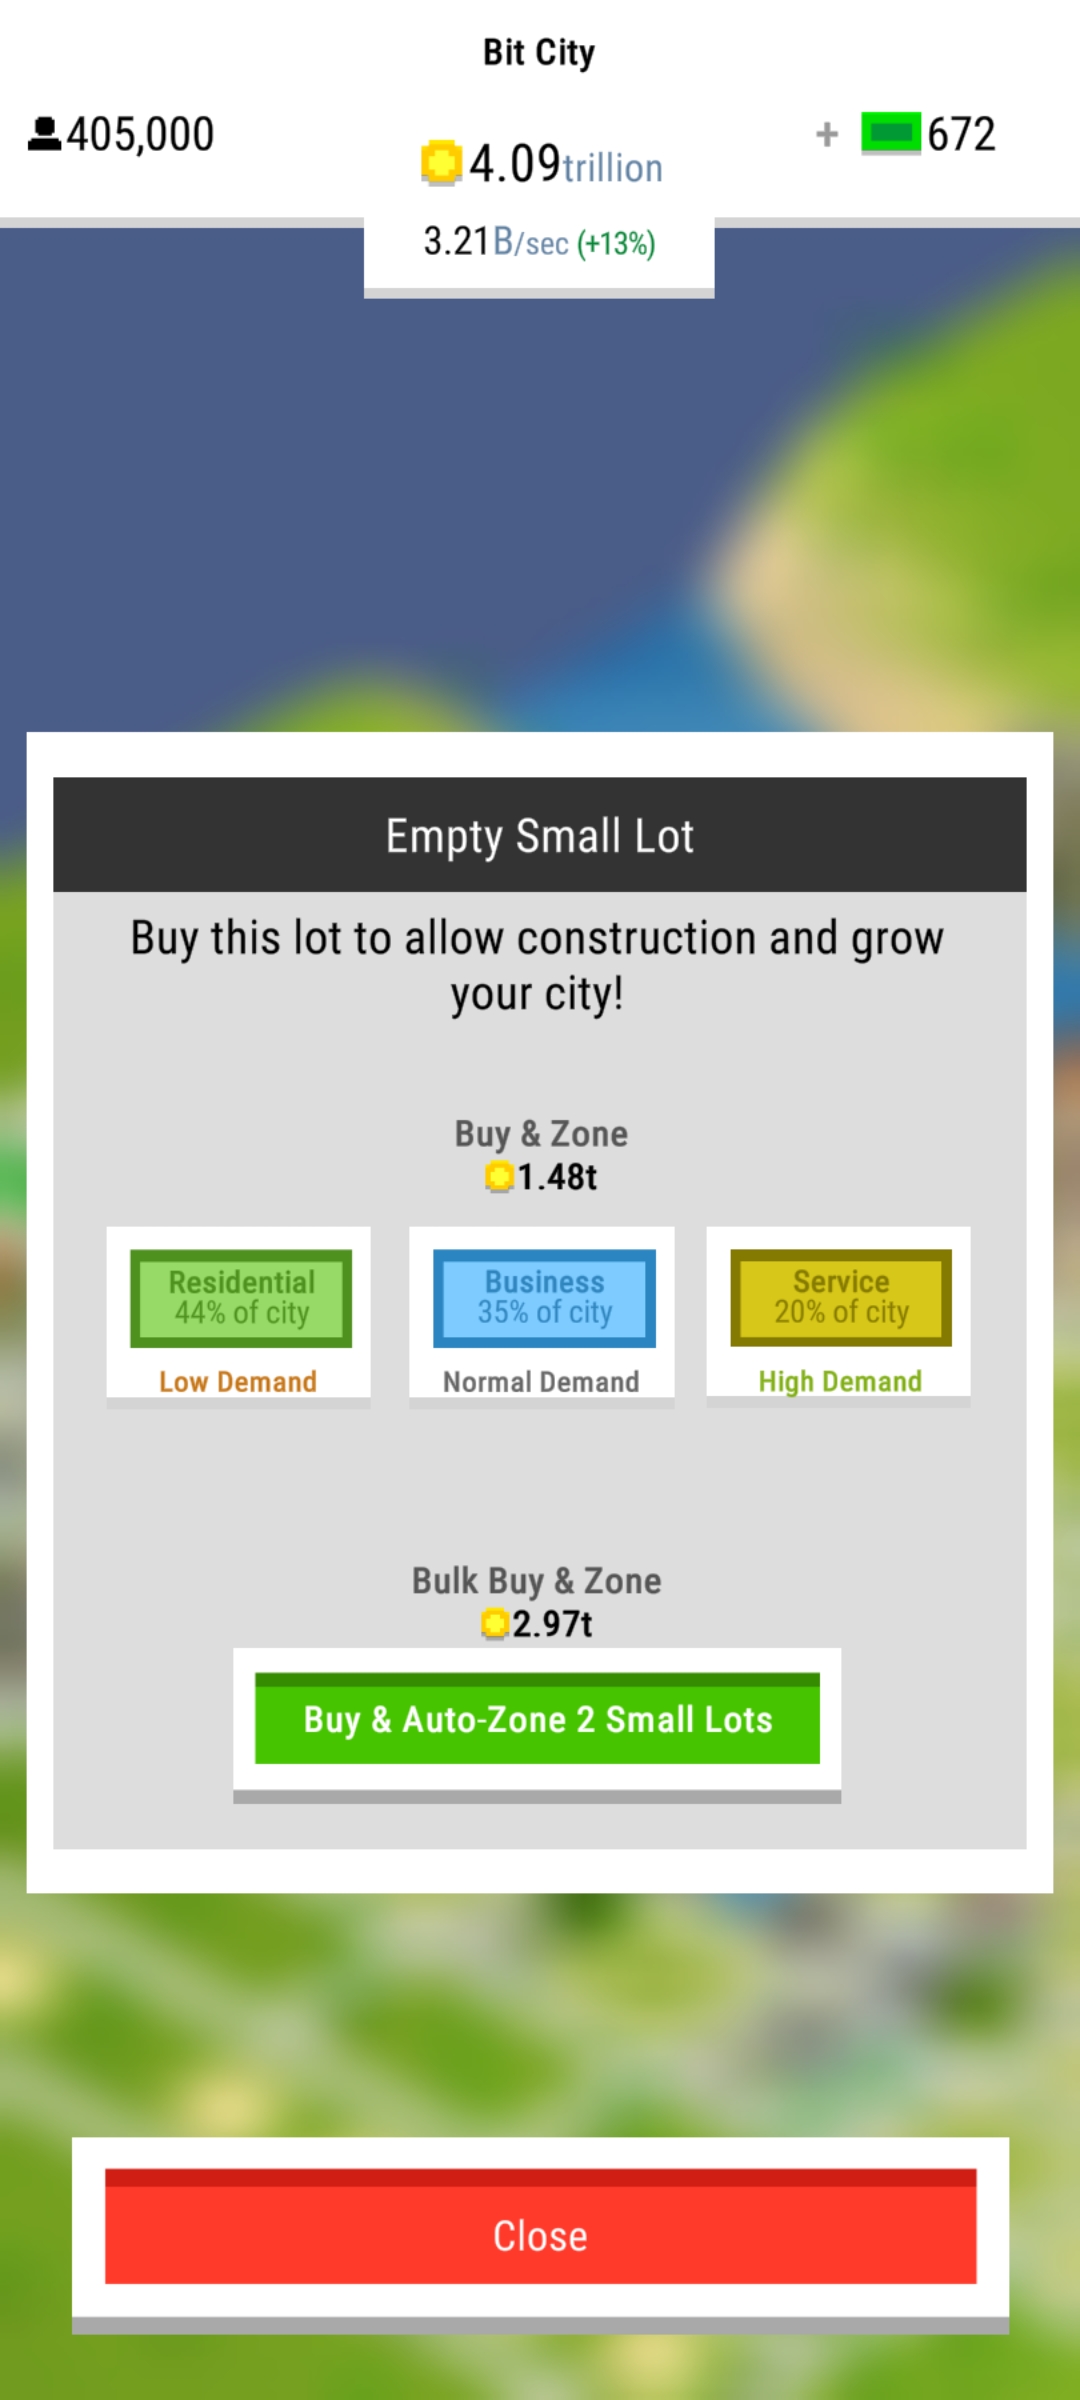 Bit City
405,000
4.09trillion
+ 672
3.21B/sec (+13%)
Empty Small Lot
Buy this lot to allow construction and grow
your city!
Buy & Zone
1.48t
Residential
44% of city
Low Demand
Business
35% of city
Normal Demand
Service
20% of city
High Demand
Bulk Buy & Zone
2.97t
Buy & Auto-Zone 2 Small Lots
Close